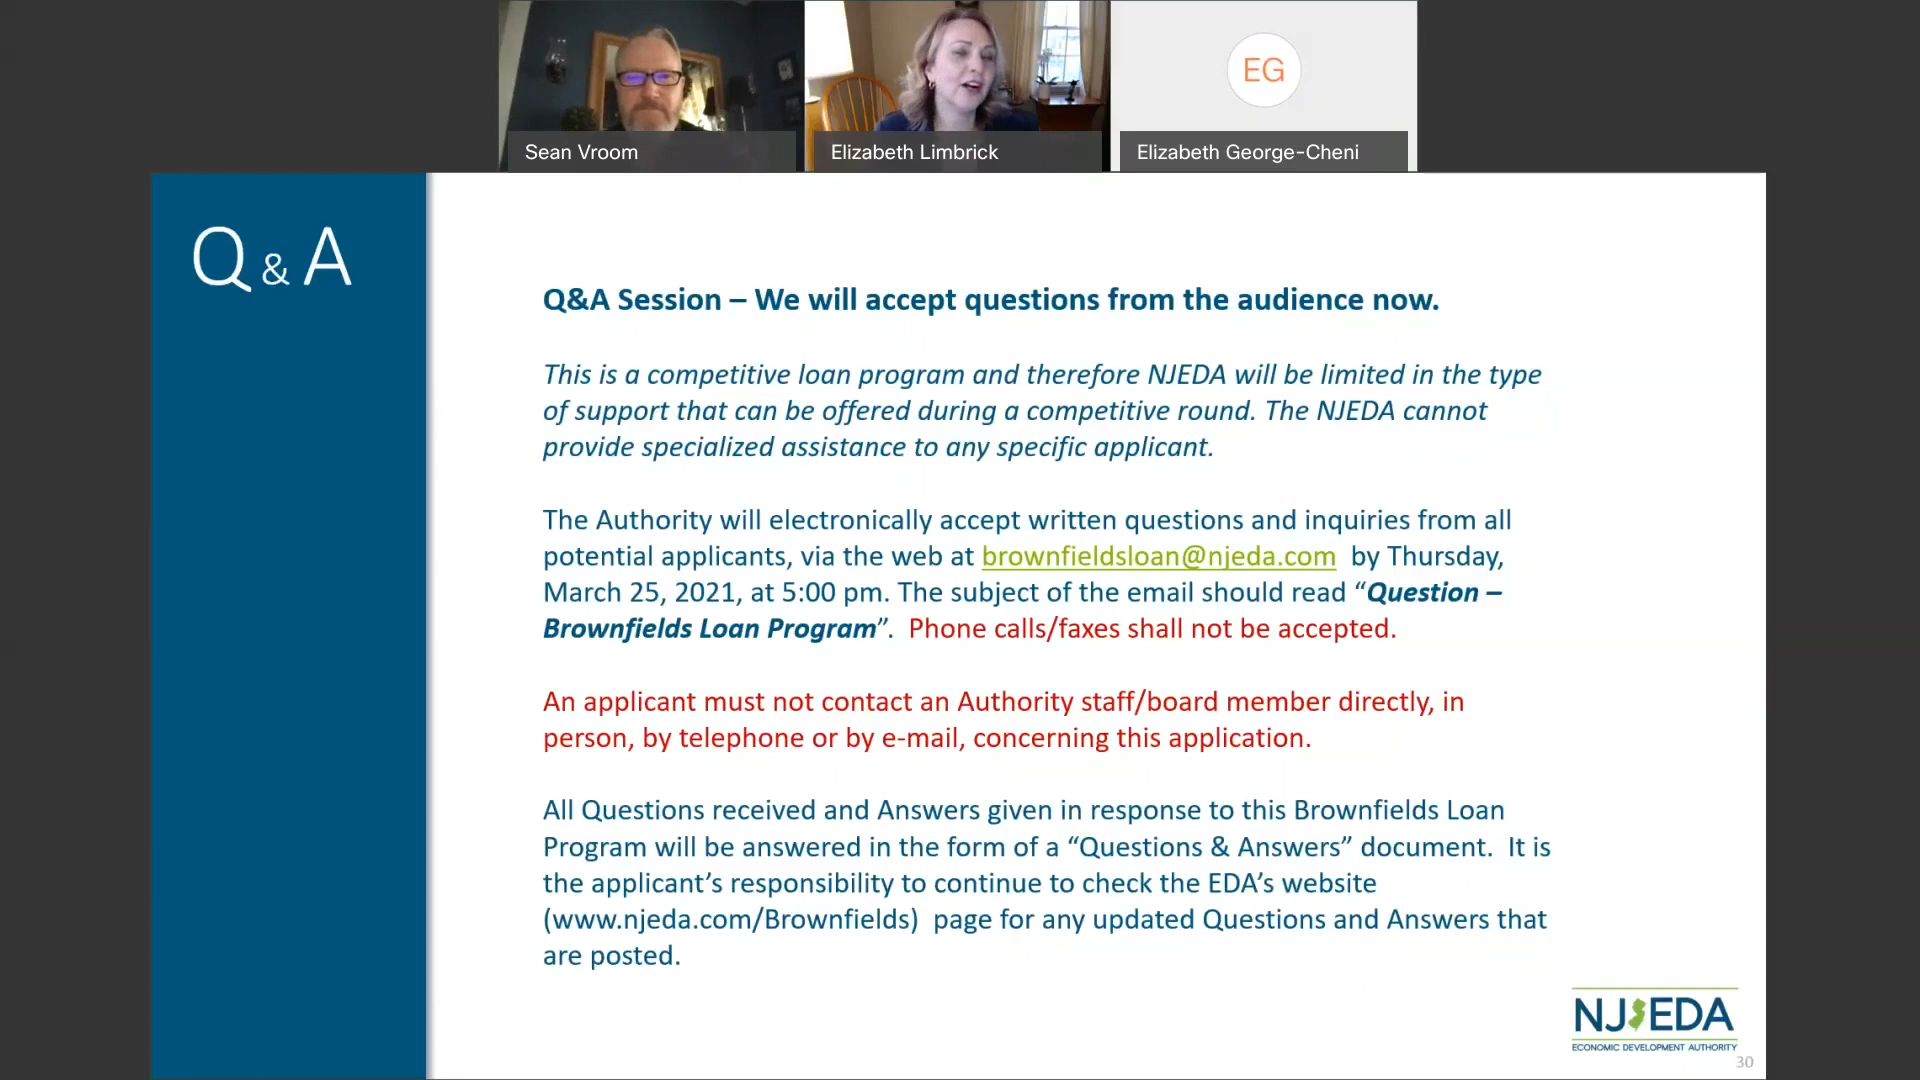 EG
Sean Vroom
Elizabeth Limbrick
Elizabeth George-Cheni
Q & A
Q&A Session – We will accept questions from the audience now.
This is a competitive loan program and therefore NJEDA will be limited in the type
of support that can be offered during a competitive round. The NJEDA cannot
provide specialized assistance to any specific applicant.
The Authority will electronically accept written questions and inquiries from all
potential applicants, via the web at brownfieldsloan@njeda.com by Thursday,
March 25, 2021, at 5:00 pm. The subject of the email should read “Question –
Brownfields Loan Program”. Phone calls/faxes shall not be accepted.
An applicant must not contact an Authority staff/board member directly, in
person, by telephone or by e-mail, concerning this application.
All Questions received and Answers given in response to this Brownfields Loan
Program will be answered in the form of a “Questions & Answers” document. It is
the applicant’s responsibility to continue to check the EDA’s website
(www.njeda.com/Brownfields) page for any updated Questions and Answers that
are posted.
NJEDA
ECONOMIC DEVELOPMENT AUTHORITY
30